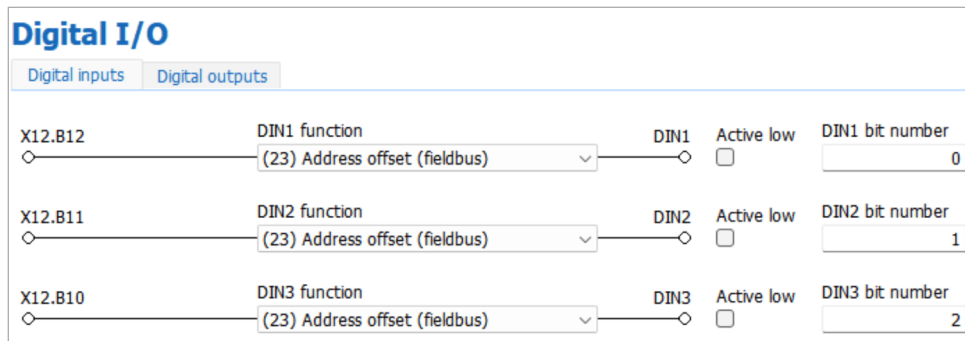 Digital I/O
Digital inputs Digital outputs
X12.B12 DIN1 function DIN1 Active low DIN1 bit number
(23) Address offset (fieldbus) 0
X12.B11 DIN2 function DIN2 Active low DIN2 bit number
(23) Address offset (fieldbus) 1
X12.B10 DIN3 function DIN3 Active low DIN3 bit number
(23) Address offset (fieldbus) 2